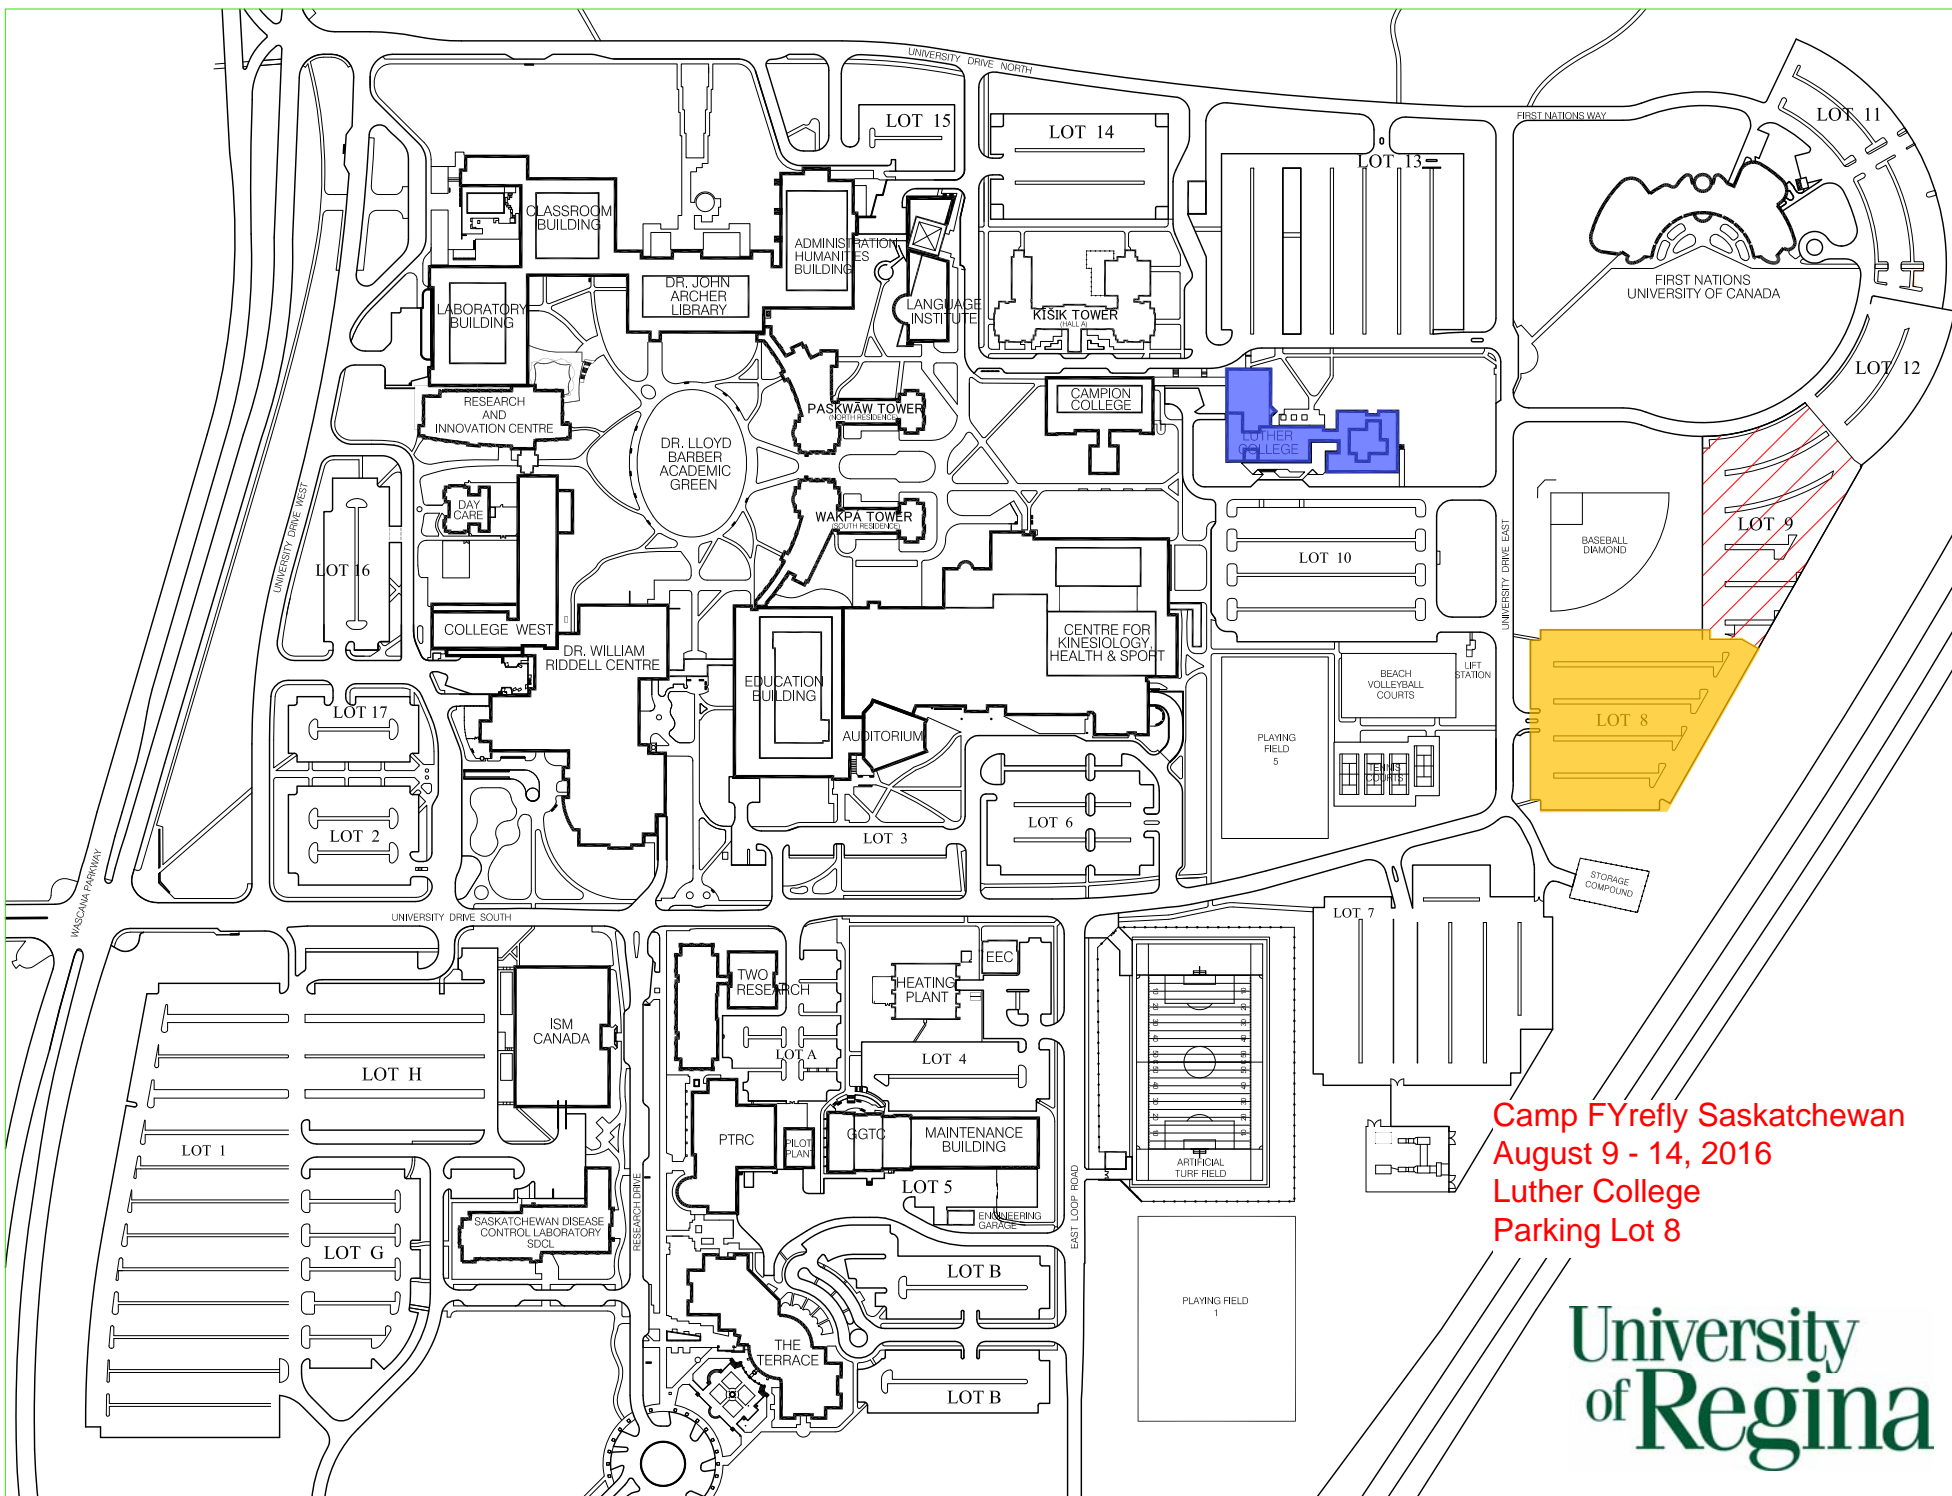 UNIVERSITY DRIVE NORTH
FIRST NATIONS WAY
LOT 11
LOT 15
LOT 14
LOT 13
CLASSROOM
BUILDING
ADMINISTRATION
HUMANITIES
BUILDING
DR. JOHN
ARCHER
LIBRARY
LABORATORY
BUILDING
LANGUAGE
INSTITUTE
KĪŠIK TOWER
(HALL A)
FIRST NATIONS
UNIVERSITY OF CANADA
LOT 12
RESEARCH
AND
INNOVATION CENTRE
PASKWĀW TOWER
(NORTH RESIDENCE)
CAMPION
COLLEGE
LUTHER
COLLEGE
DR. LLOYD
BARBER
ACADEMIC
GREEN
DAY
CARE
WAKPÁ TOWER
(SOUTH RESIDENCE)
UNIVERSITY DRIVE WEST
LOT 16
LOT 10
UNIVERSITY DRIVE EAST
BASEBALL
DIAMOND
LOT 9
COLLEGE WEST
DR. WILLIAM
RIDDELL CENTRE
CENTRE FOR
KINESIOLOGY,
HEALTH & SPORT
EDUCATION
BUILDING
AUDITORIUM
BEACH
VOLLEYBALL
COURTS
LIFT
STATION
LOT 17
LOT 8
PLAYING
FIELD
5
TENNIS
COURTS
LOT 2
LOT 3
LOT 6
STORAGE
COMPOUND
WASCANA PARKWAY
UNIVERSITY DRIVE SOUTH
LOT 7
TWO
RESEARCH
HEATING
PLANT
EEC
ISM
CANADA
LOT A
LOT 4
LOT H
LOT 1
PTRC
PILOT
PLANT
GGTC
MAINTENANCE
BUILDING
ARTIFICIAL
TURF FIELD
LOT 5
ENGINEERING
GARAGE
EAST LOOP ROAD
RESEARCH DRIVE
SASKATCHEWAN DISEASE
CONTROL LABORATORY
SDCL
LOT G
LOT B
THE
TERRACE
LOT B
PLAYING FIELD
1
Camp FYrefly Saskatchewan
August 9 - 14, 2016
Luther College
Parking Lot 8
University
of Regina